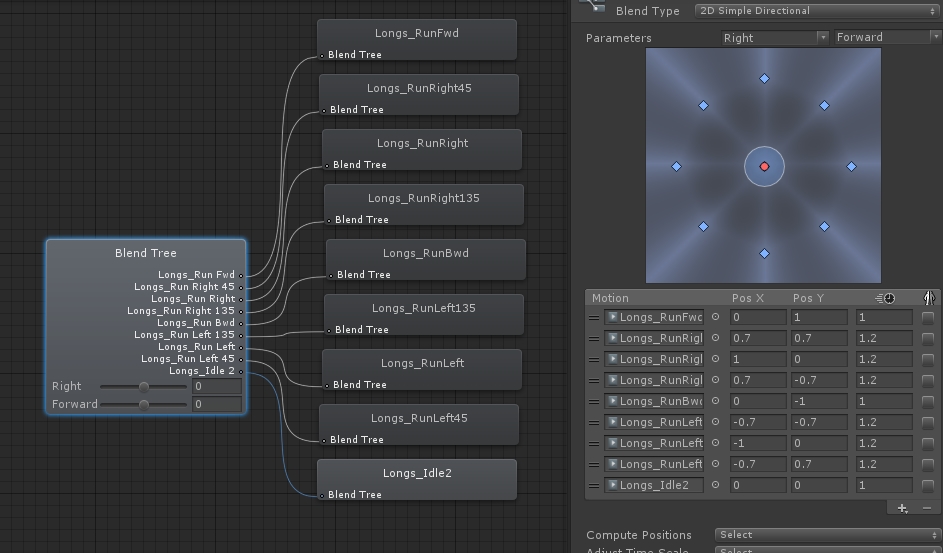 Longs_RunFwd
Blend Tree
Longs_RunRight45
Blend Tree
Longs_RunRight
Blend Tree
Longs_RunRight135
Blend Tree
Longs_RunBwd
Blend Tree
Longs_RunLeft135
Blend Tree
Longs_RunLeft
Blend Tree
Longs_RunLeft45
Blend Tree
Longs_Idle2
Blend Tree
Blend Tree
Longs_Run Fwd
Longs_Run Right 45
Longs_Run Right
Longs_Run Right 135
Longs_Run Bwd
Longs_Run Left 135
Longs_Run Left
Longs_Run Left 45
Longs_Idle 2
Right 0
Forward 0
Blend Type 2D Simple Directional
Parameters Right Forward
Motion Pos X Pos Y
Longs_RunFwd 0 1 1
Longs_RunRigl 0.7 0.7 1.2
Longs_RunRigl 1 0 1.2
Longs_RunRigl 0.7 -0.7 1.2
Longs_RunBwd 0 -1 1
Longs_RunLeft -0.7 -0.7 1.2
Longs_RunLeft -1 0 1.2
Longs_RunLeft -0.7 0.7 1.2
Longs_Idle2 0 0 1
Compute Positions Select
Adjust Time Scale Select